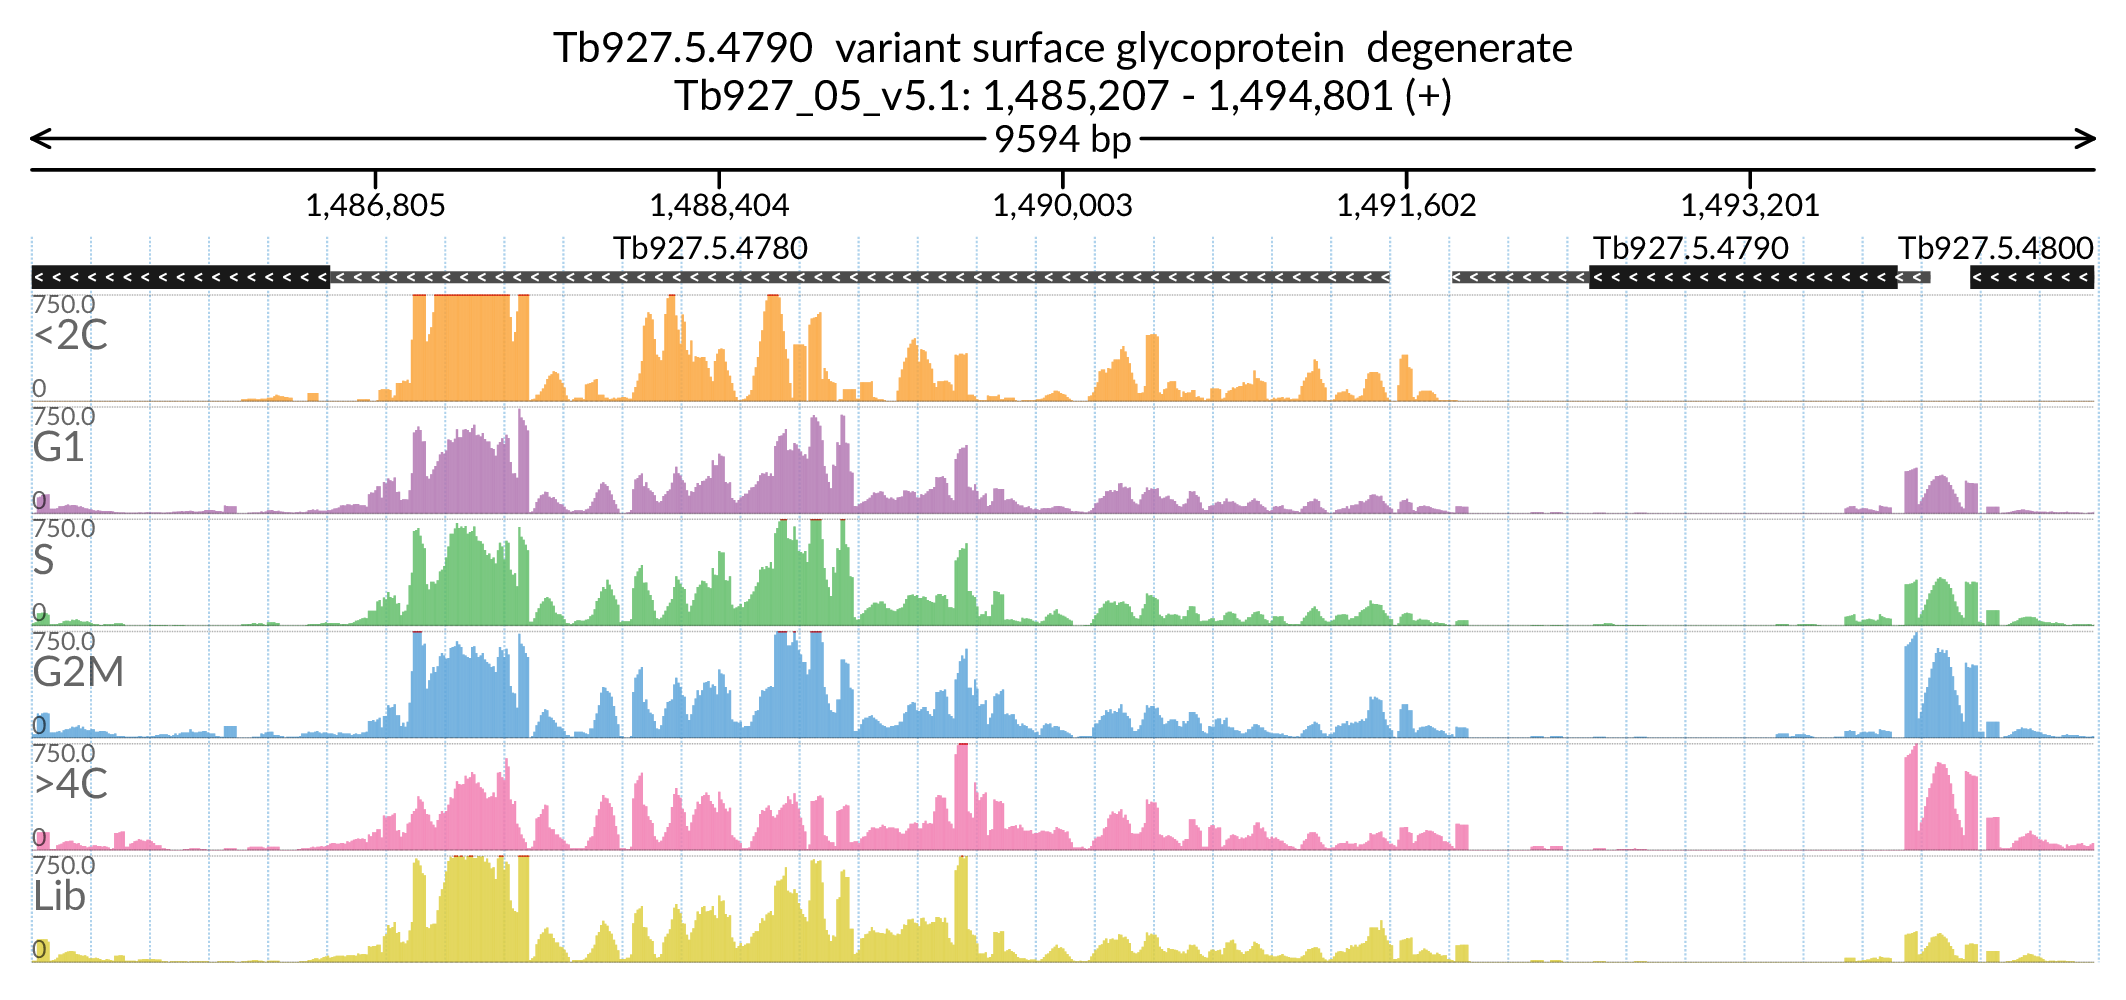 Tb927.5.4790  variant surface glycoprotein  degenerate
Tb927_05_v5.1: 1,485,207 - 1,494,801 (+)
9594 bp
1,486,805 1,488,404 1,490,003 1,491,602 1,493,201
Tb927.5.4780 Tb927.5.4790 Tb927.5.4800
750.0
<2C
0
750.0
G1
0
750.0
S
0
750.0
G2M
0
750.0
>4C
0
750.0
Lib
0